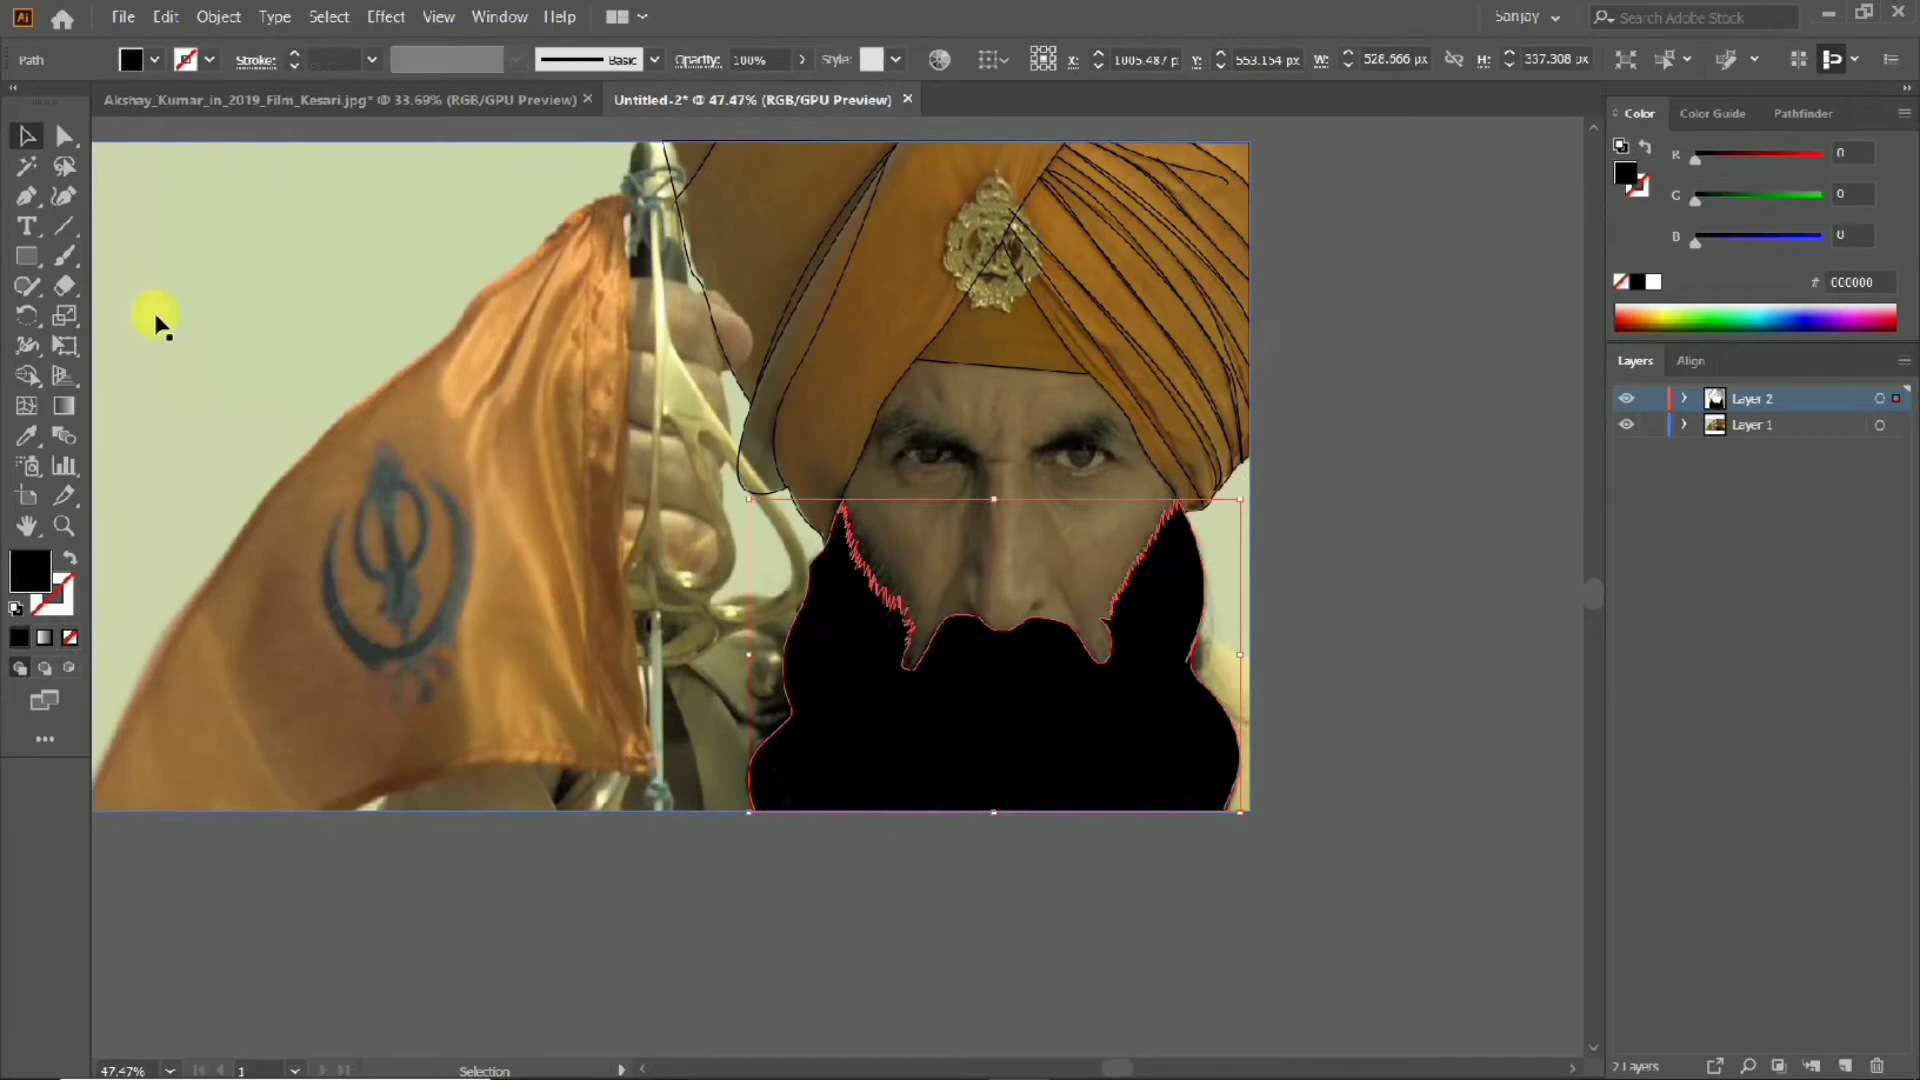 Ai File Edit Object Type Select Effect View Window Help Sanjay Search Adobe Stock
Path Stroke: Basic Opacity: 100% Style: X: 1005.487 p Y: 553.154 px W: 528.666 px H: 337.308 px
Akshay_Kumar_in_2019_Film_Kesari.jpg* @ 33.69% (RGB/GPU Preview) × Untitled-2* @ 47.47% (RGB/GPU Preview) ×
Color Color Guide Pathfinder
R 0
G 0
B 0
# 000000
Layers Align
Layer 2
Layer 1
47.47% 1 Selection 2 Layers